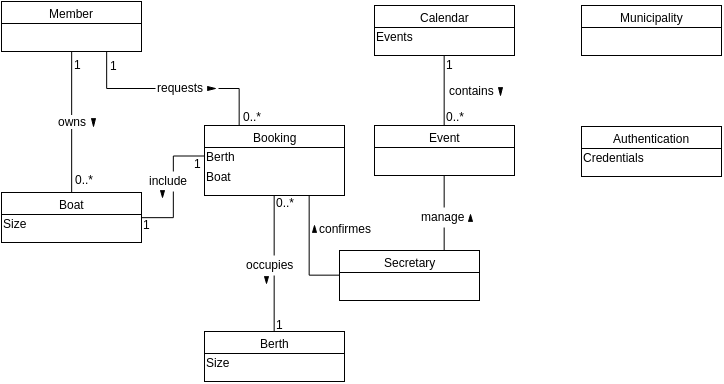 Member
Calendar
Events
Municipality
1
1
requests
1
contains
owns
0..*
0..*
Booking
Berth
Boat
Event
Authentication
Credentials
0..*
include
1
Boat
Size
1
0..*
manage
confirmes
occupies
Secretary
1
Berth
Size